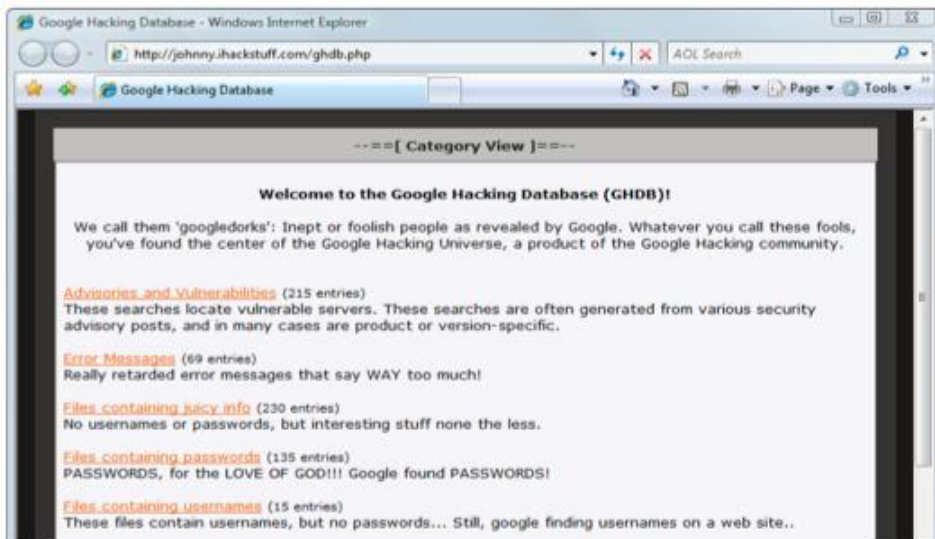 Google Hacking Database - Windows Internet Explorer
http://johnny.ihackstuff.com/ghdb.php
AOL Search
Google Hacking Database
Page
Tools
--==[ Category View ]==--
Welcome to the Google Hacking Database (GHDB)!
We call them 'googledorks': Inept or foolish people as revealed by Google. Whatever you call these fools,
you've found the center of the Google Hacking Universe, a product of the Google Hacking community.
Advisories and Vulnerabilities (215 entries)
These searches locate vulnerable servers. These searches are often generated from various security
advisory posts, and in many cases are product or version-specific.
Error Messages (69 entries)
Really retarded error messages that say WAY too much!
Files containing juicy info (230 entries)
No usernames or passwords, but interesting stuff none the less.
Files containing passwords (135 entries)
PASSWORDS, for the LOVE OF GOD!!! Google found PASSWORDS!
Files containing usernames (15 entries)
These files contain usernames, but no passwords... Still, google finding usernames on a web site..